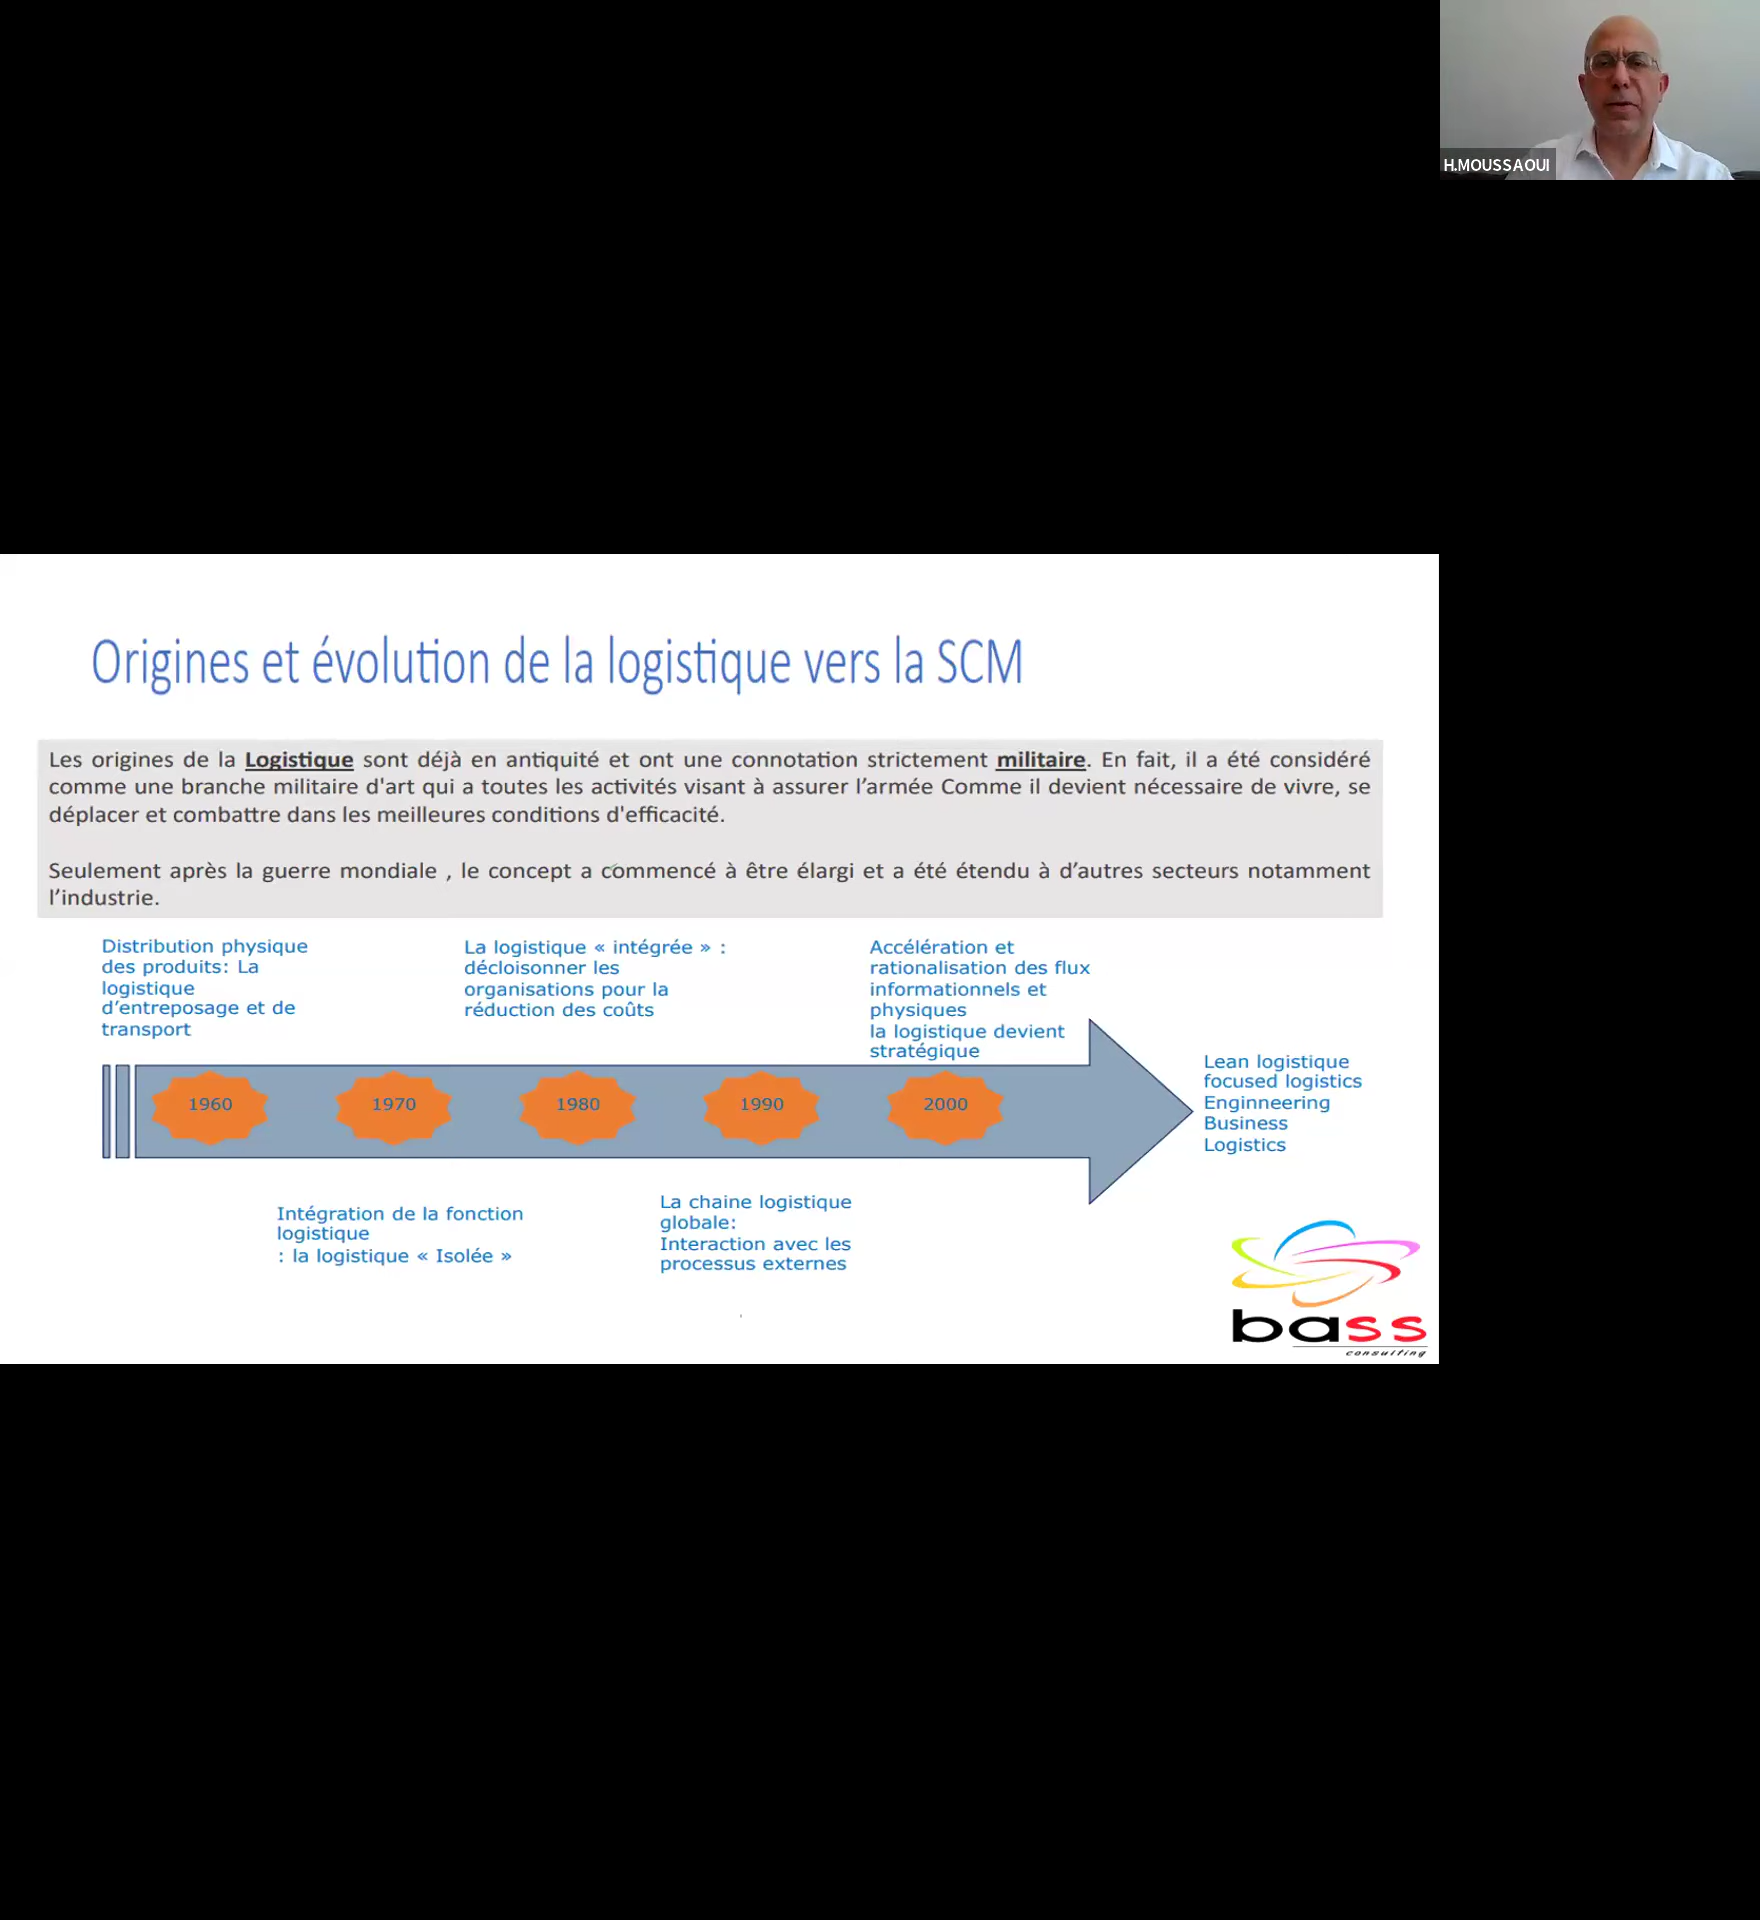 H.MOUSSAOUI
Origines et évolution de la logistique vers la SCM
Les origines de la Logistique sont déjà en antiquité et ont une connotation strictement militaire. En fait, il a été considéré
comme une branche militaire d'art qui a toutes les activités visant à assurer l’armée Comme il devient nécessaire de vivre, se
déplacer et combattre dans les meilleures conditions d'efficacité.
Seulement après la guerre mondiale , le concept a commencé à être élargi et a été étendu à d’autres secteurs notamment
l’industrie.
Distribution physique
des produits: La
logistique
d’entreposage et de
transport
La logistique « intégrée » :
décloisonner les
organisations pour la
réduction des coûts
Accélération et
rationalisation des flux
informationnels et
physiques
la logistique devient
stratégique
1960
1970
1980
1990
2000
Lean logistique
focused logistics
Enginneering
Business
Logistics
Intégration de la fonction
logistique
: la logistique « Isolée »
La chaine logistique
globale:
Interaction avec les
processus externes
bass
consulting